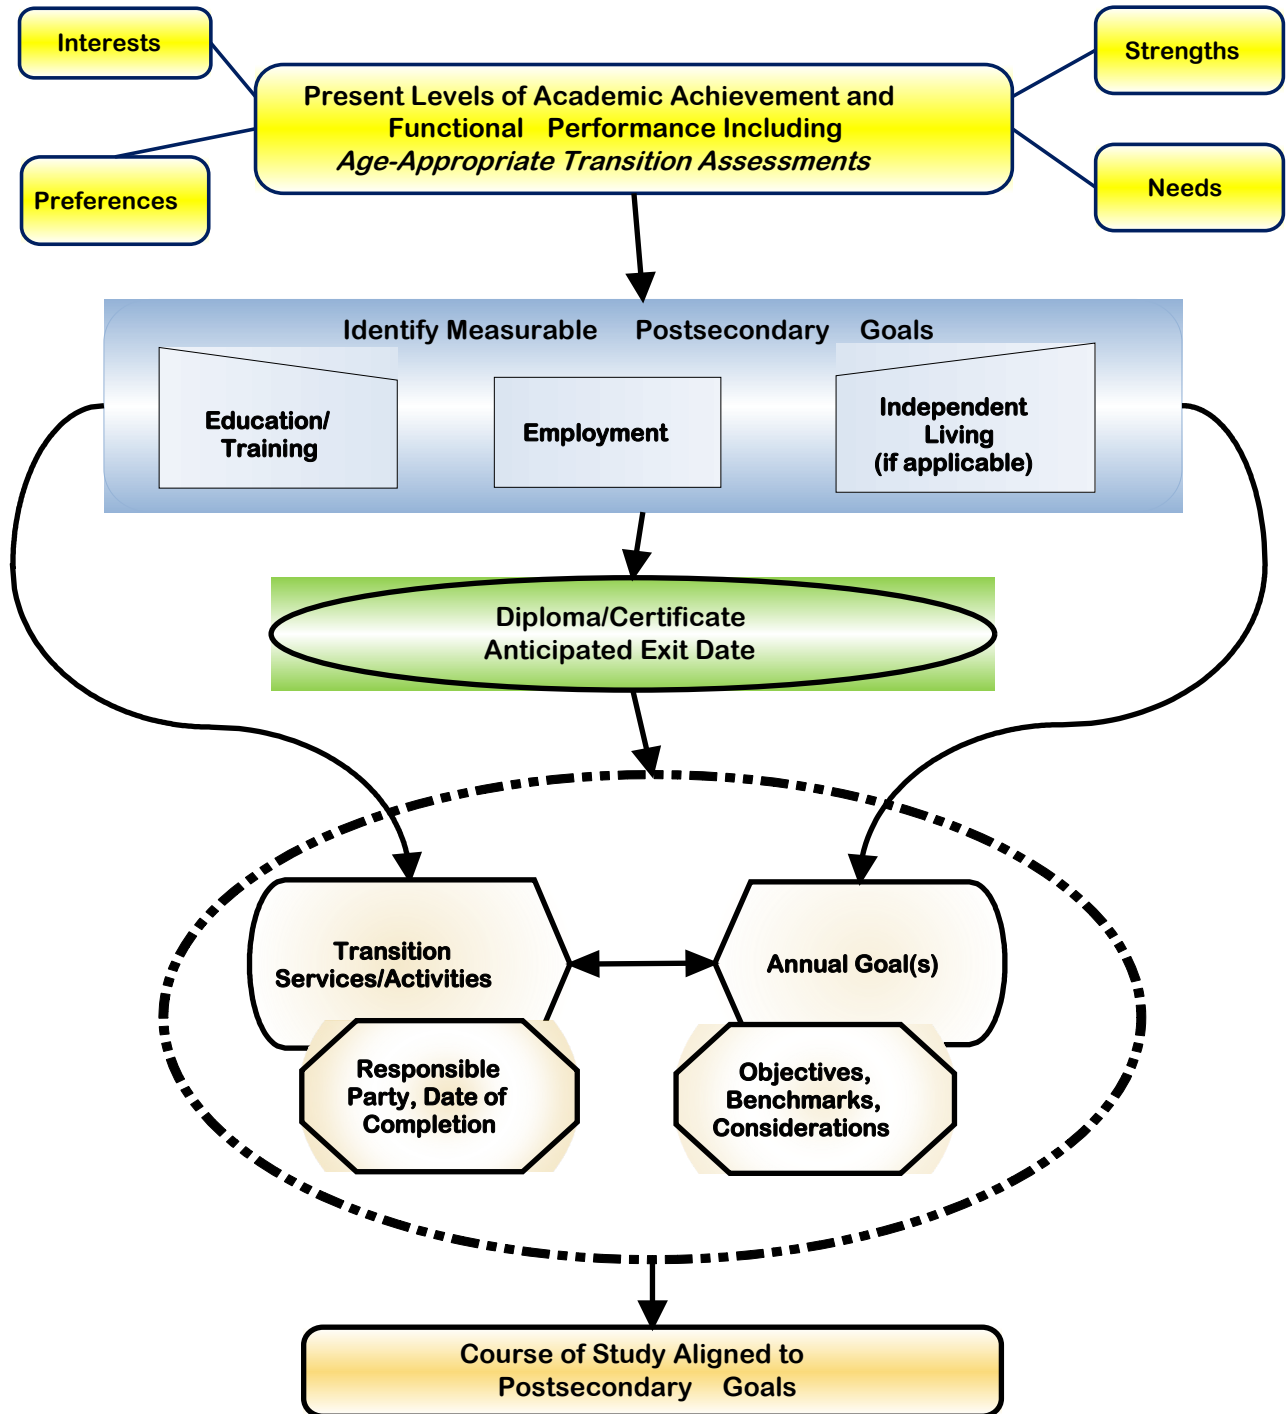 Interests
Strengths
Present Levels of Academic Achievement and
Functional Performance Including
Age-Appropriate Transition Assessments
Preferences
Needs
Identify Measurable Postsecondary Goals
Education/
Training
Employment
Independent
Living
(if applicable)
Diploma/Certificate
Anticipated Exit Date
Transition
Services/Activities
Annual Goal(s)
Responsible
Party, Date of
Completion
Objectives,
Benchmarks,
Considerations
Course of Study Aligned to
Postsecondary Goals